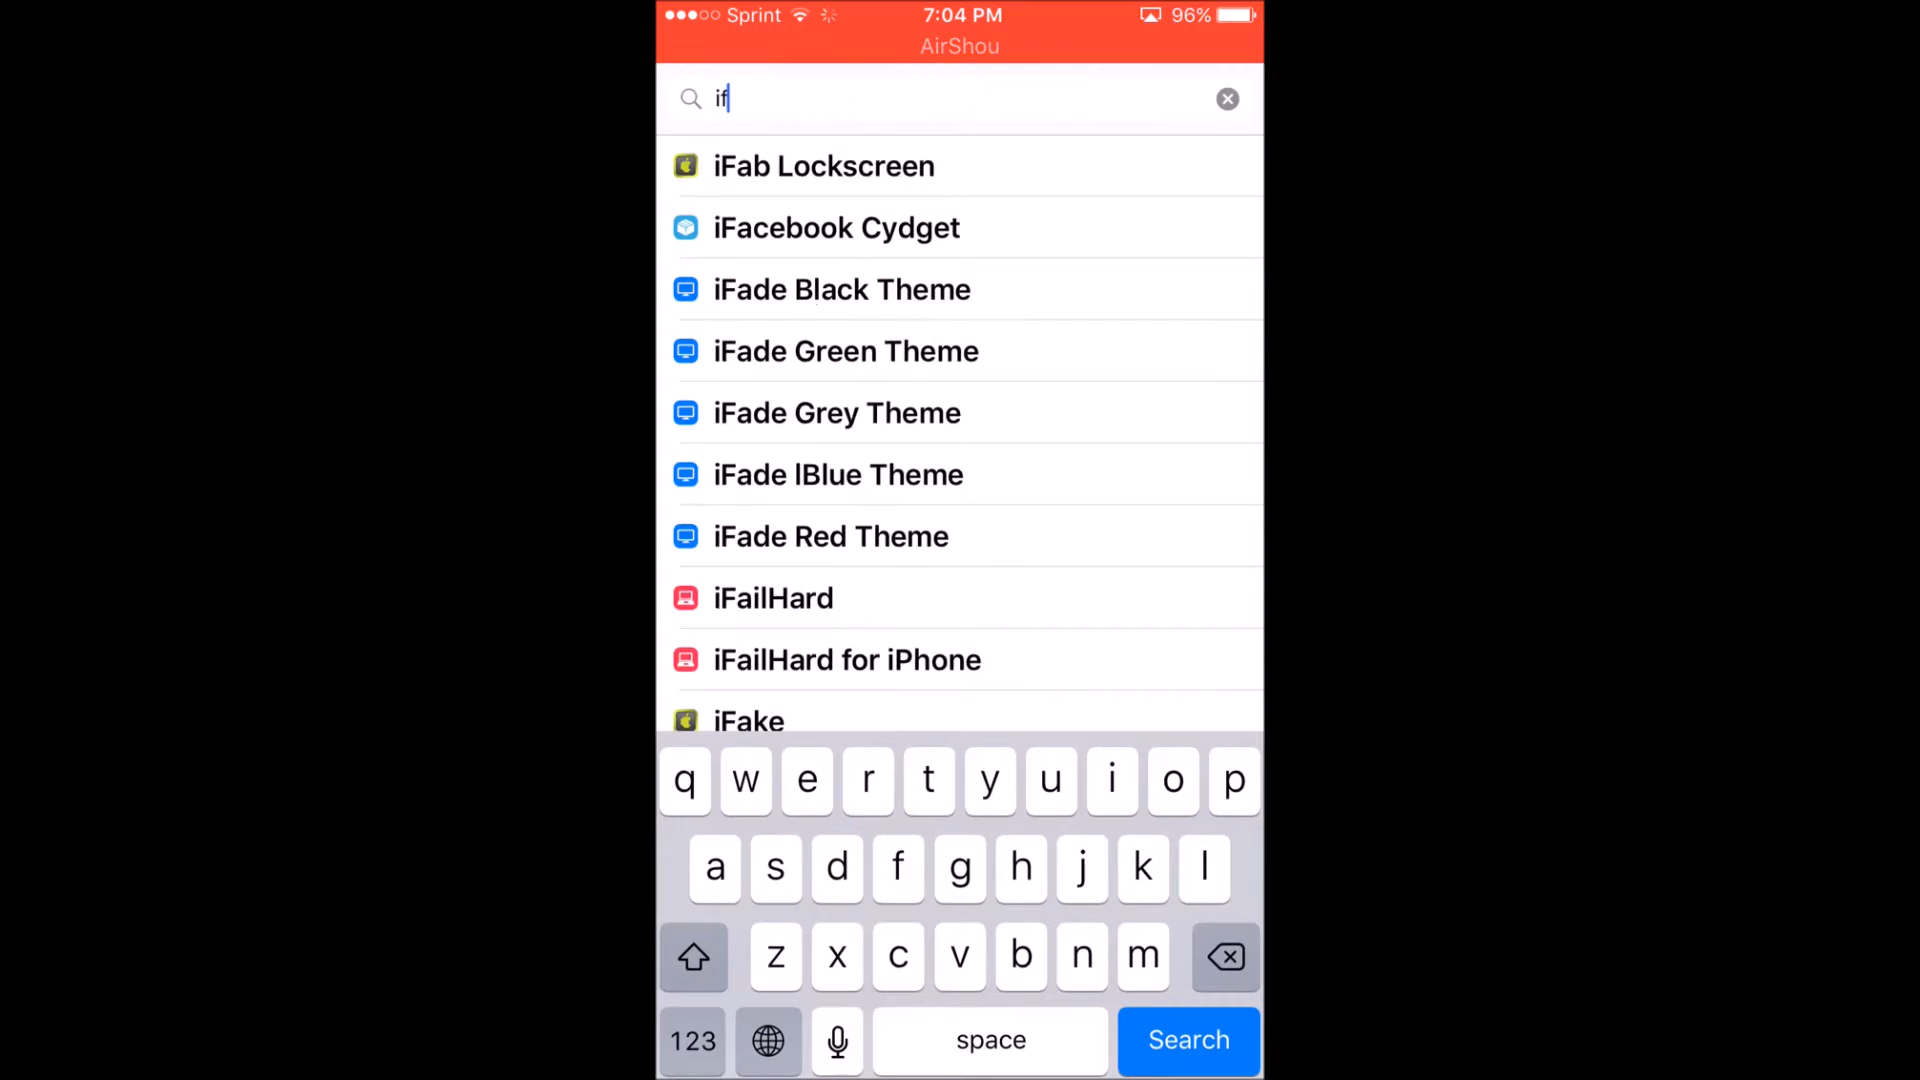 Sprint 7:04 PM 96%
AirShou
if
iFab Lockscreen
iFacebook Cydget
iFade Black Theme
iFade Green Theme
iFade Grey Theme
iFade lBlue Theme
iFade Red Theme
iFailHard
iFailHard for iPhone
iFake
q w e r t y u i o p
a s d f g h j k l
z x c v b n m
123 space Search